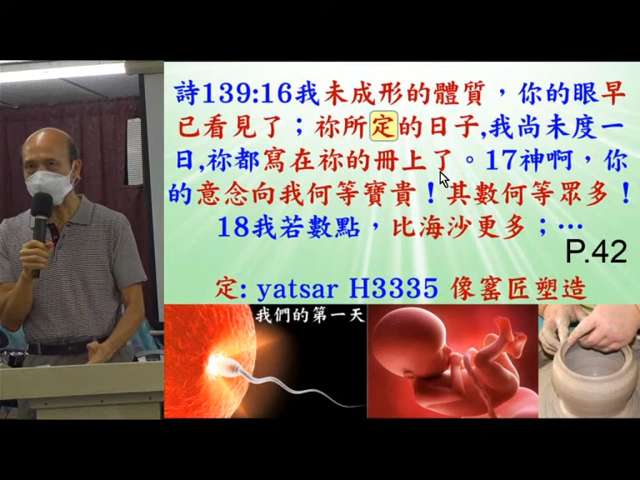 詩139:16我未成形的體質，你的眼早
已看見了；祢所定的日子,我尚未度一
日,祢都寫在祢的冊上了。17神啊，你
的意念向我何等寶貴！其數何等眾多！
18我若數點，比海沙更多；…
P.42
定: yatsar H3335 像窰匠塑造
我們的第一天